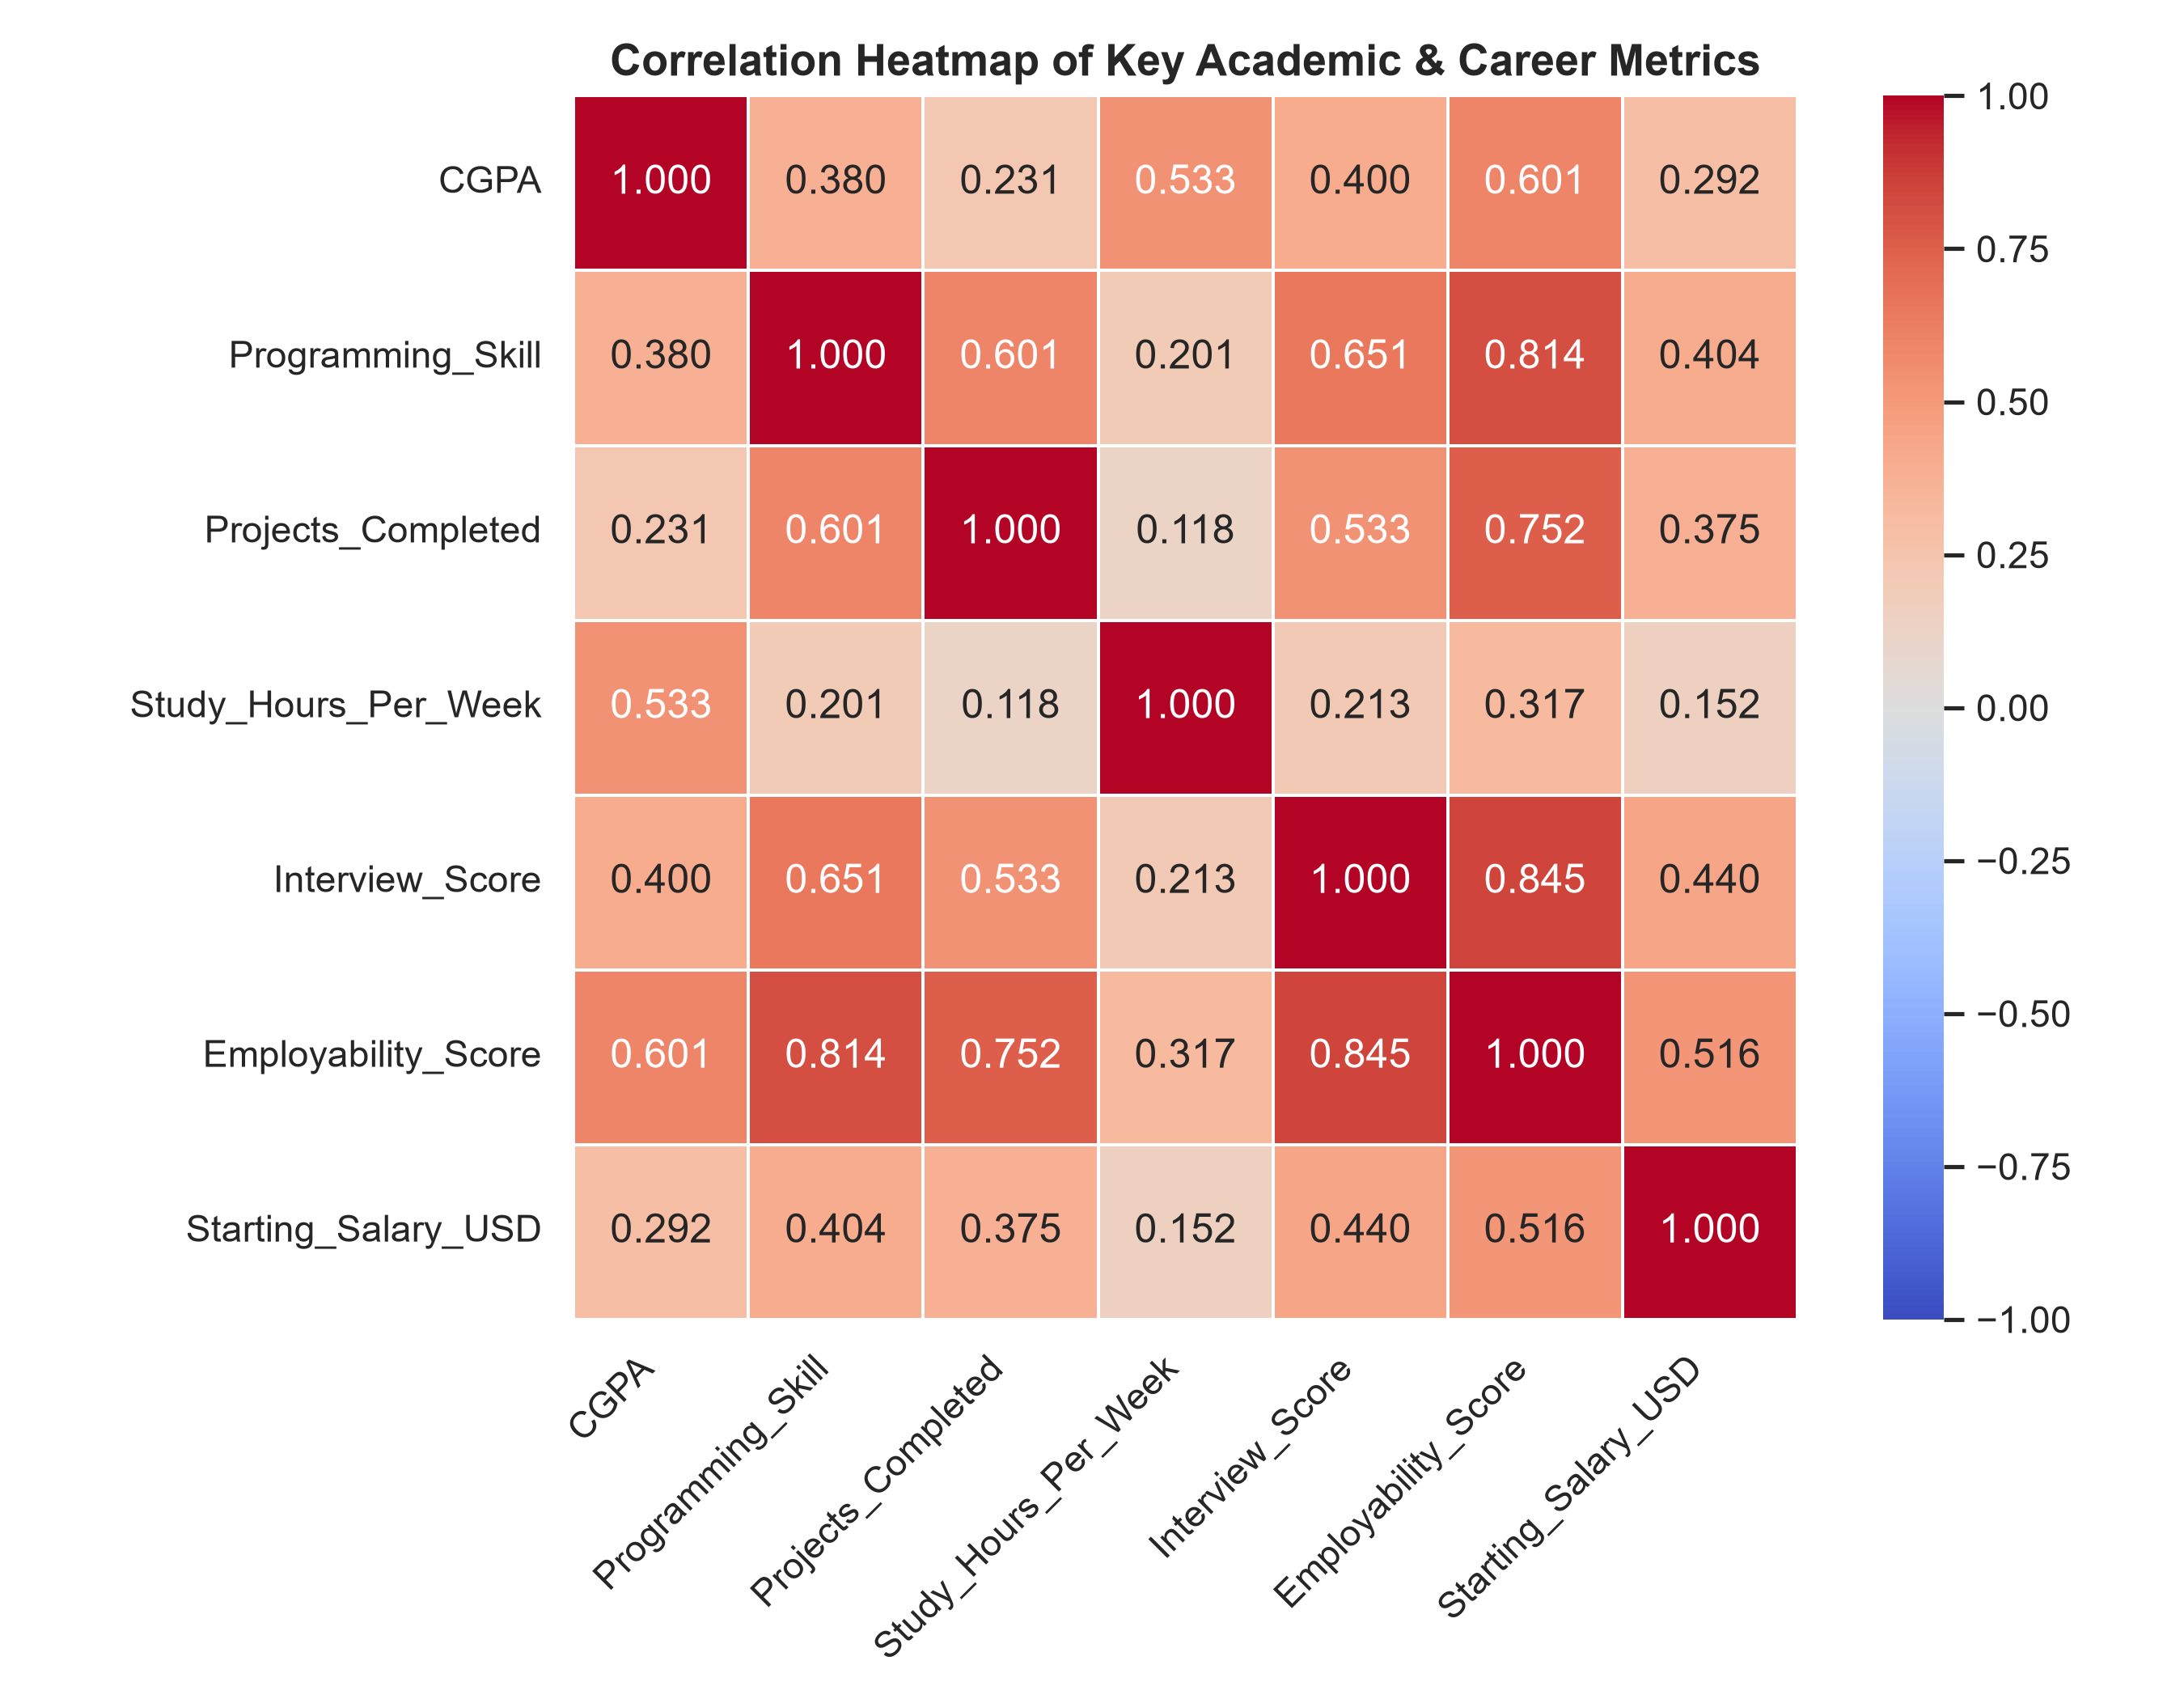 Correlation Heatmap of Key Academic & Career Metrics
CGPA 1.000 0.380 0.231 0.533 0.400 0.601 0.292
Programming_Skill 0.380 1.000 0.601 0.201 0.651 0.814 0.404
Projects_Completed 0.231 0.601 1.000 0.118 0.533 0.752 0.375
Study_Hours_Per_Week 0.533 0.201 0.118 1.000 0.213 0.317 0.152
Interview_Score 0.400 0.651 0.533 0.213 1.000 0.845 0.440
Employability_Score 0.601 0.814 0.752 0.317 0.845 1.000 0.516
Starting_Salary_USD 0.292 0.404 0.375 0.152 0.440 0.516 1.000
CGPA
Programming_Skill
Projects_Completed
Study_Hours_Per_Week
Interview_Score
Employability_Score
Starting_Salary_USD
1.00
0.75
0.50
0.25
0.00
−0.25
−0.50
−0.75
−1.00